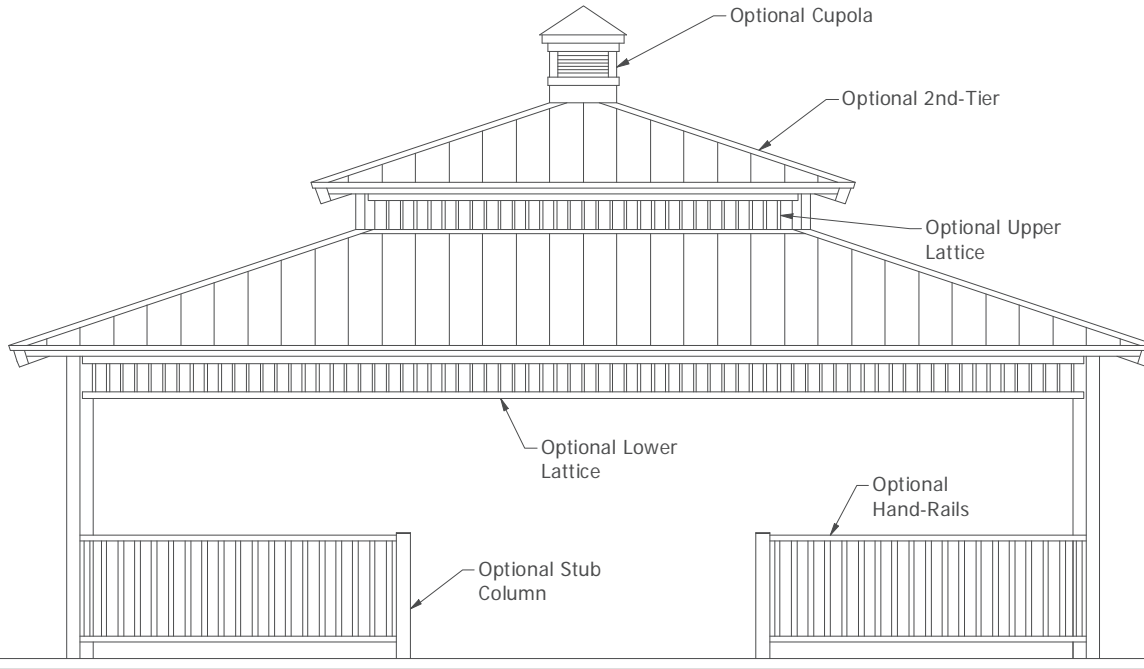 Optional Cupola
Optional 2nd-Tier
Optional Upper
Lattice
Optional Lower
Lattice
Optional
Hand-Rails
Optional Stub
Column